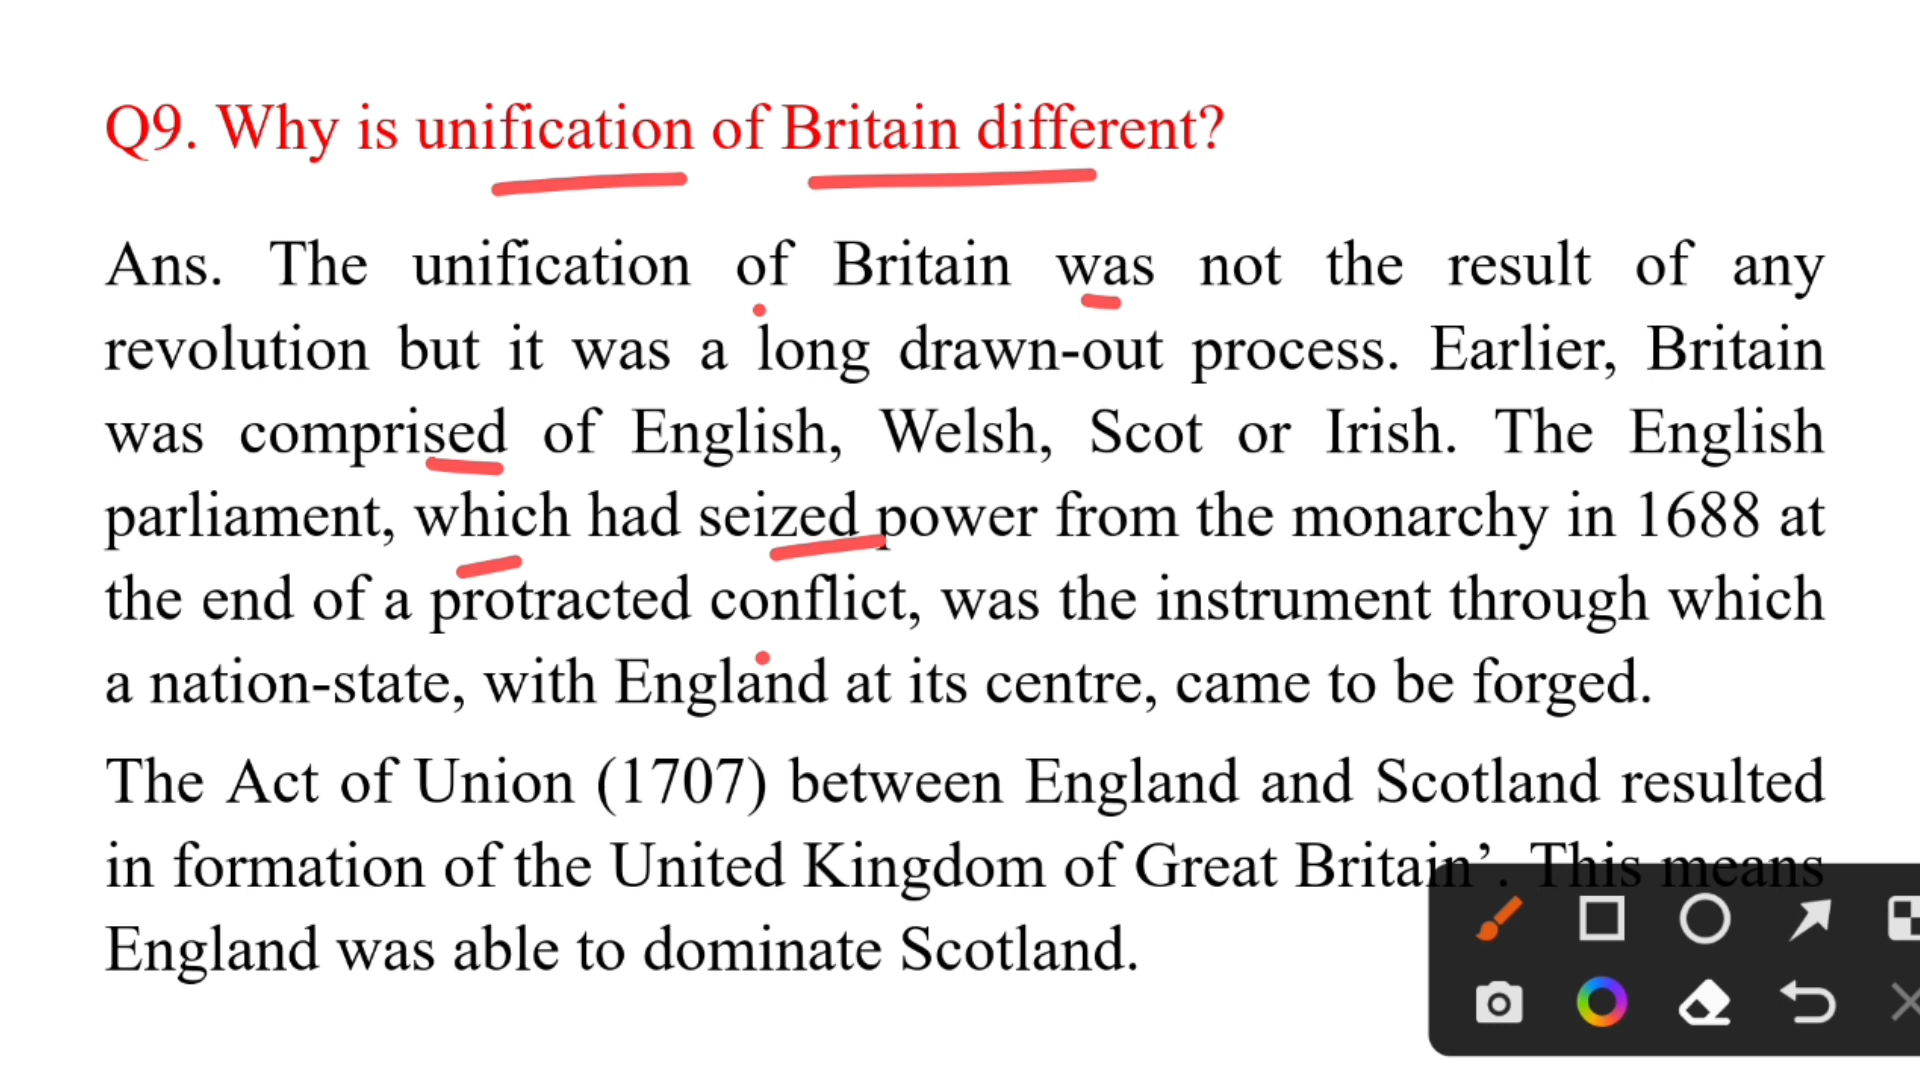 Q9. Why is unification of Britain different?
Ans. The unification of Britain was not the result of any
revolution but it was a long drawn-out process. Earlier, Britain
was comprised of English, Welsh, Scot or Irish. The English
parliament, which had seized power from the monarchy in 1688 at
the end of a protracted conflict, was the instrument through which
a nation-state, with England at its centre, came to be forged.
The Act of Union (1707) between England and Scotland resulted
in formation of the United Kingdom of Great Britain’. This means
England was able to dominate Scotland.